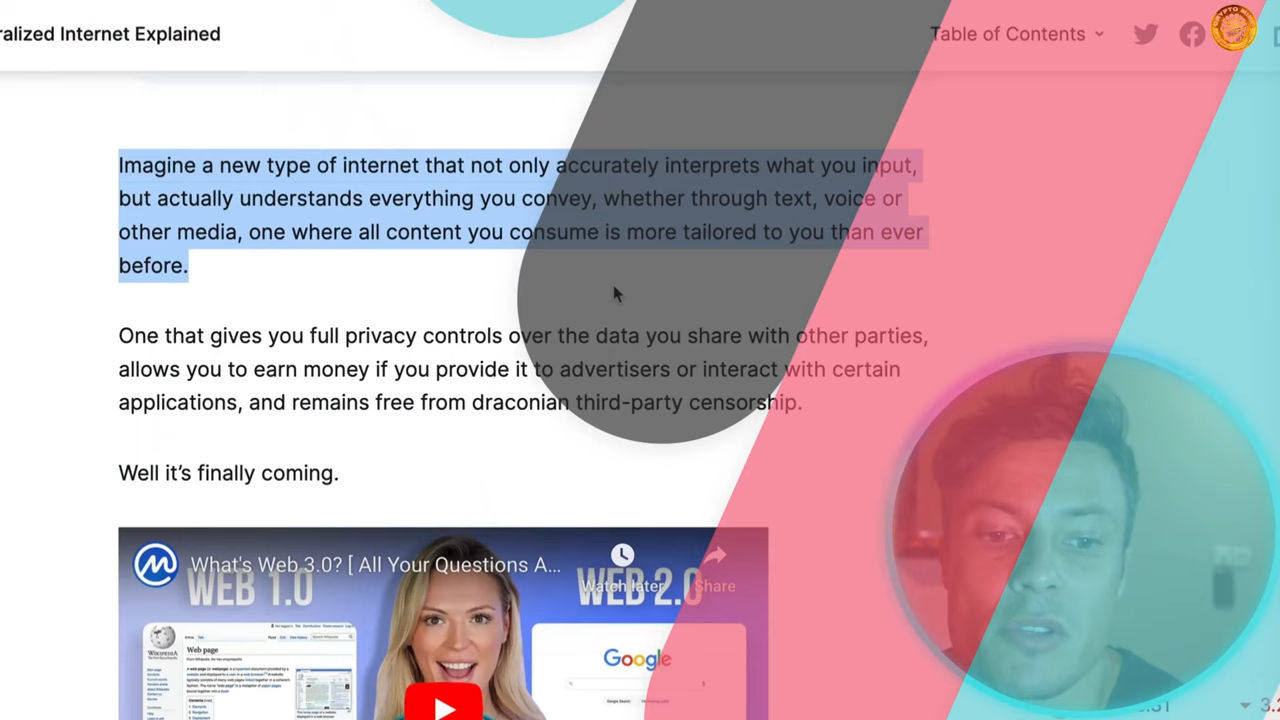 ralized Internet Explained
Table of Contents
Imagine a new type of internet that not only accurately interprets what you input,
but actually understands everything you convey, whether through text, voice or
other media, one where all content you consume is more tailored to you than ever
before.
One that gives you full privacy controls over the data you share with other parties,
allows you to earn money if you provide it to advertisers or interact with certain
applications, and remains free from draconian third-party censorship.
Well it's finally coming.
What's Web 3.0? [ All Your Questions A...
Watch later
Share
WEB 1.0
WEB 2.0
WIKIPEDIA
Web page
Google